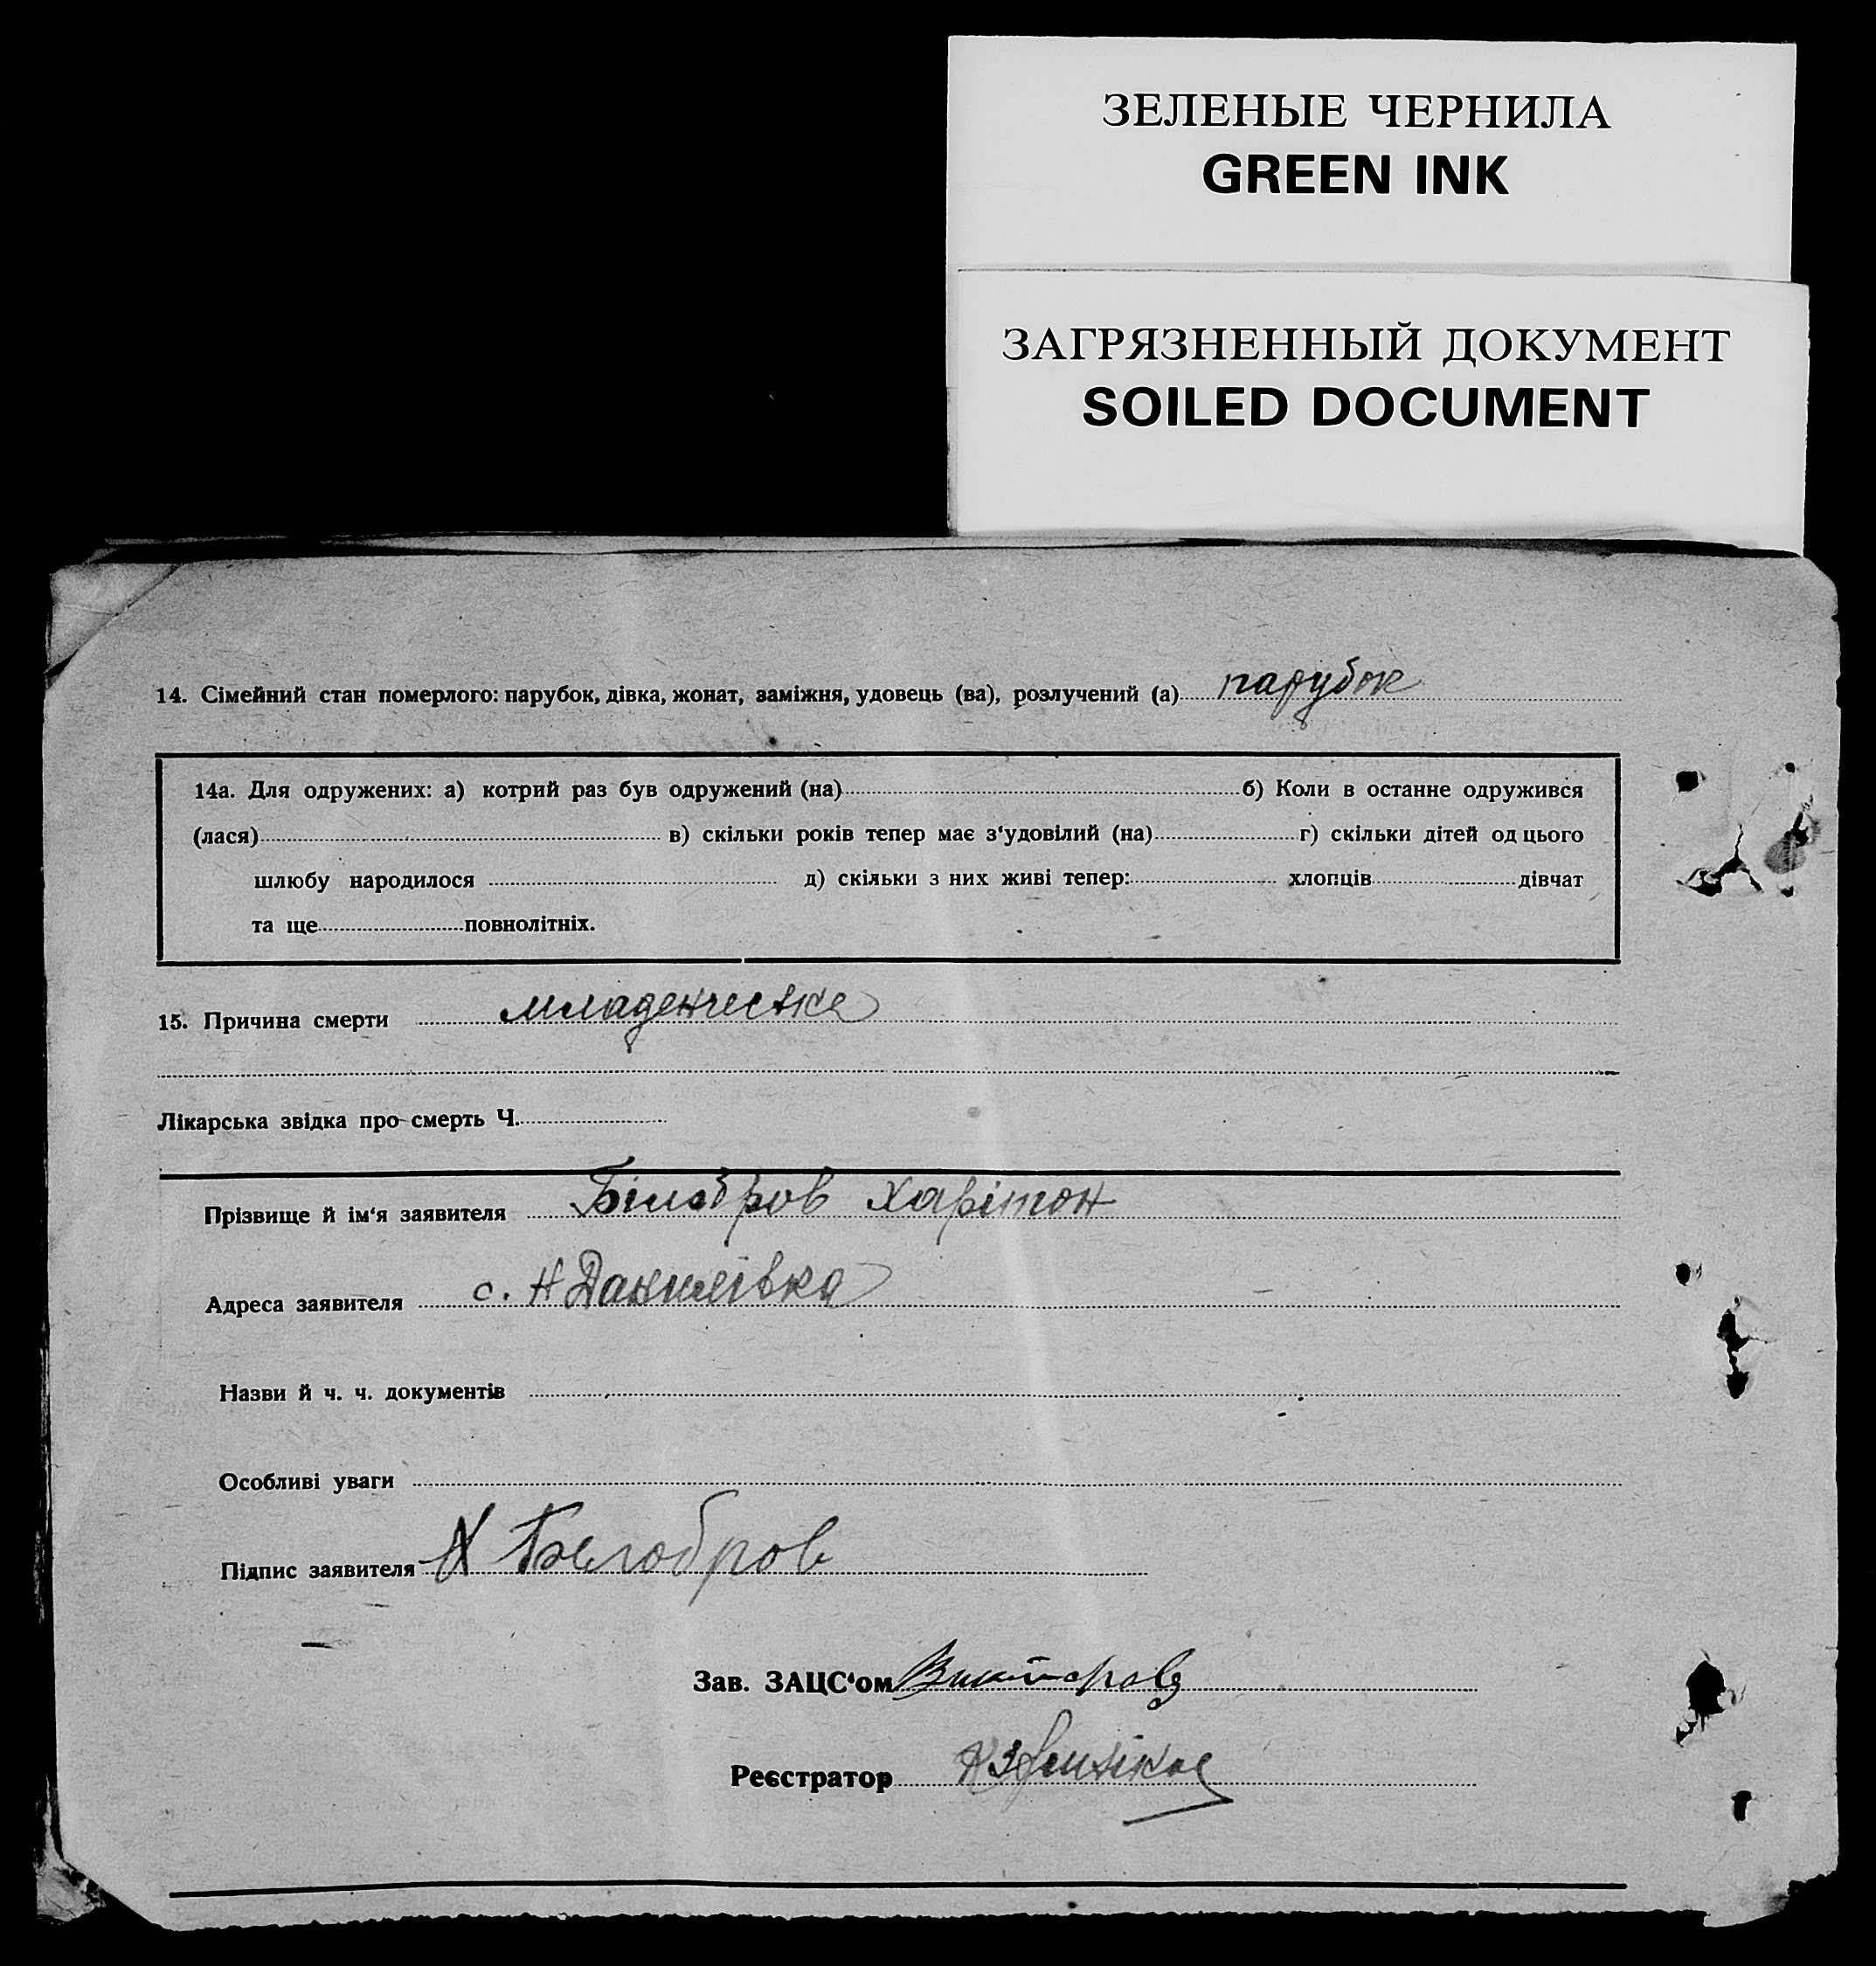 ЗЕЛЕНЫЕ ЧЕРНИЛА
GREEN INK
ЗАГРЯЗНЕННЫЙ ДОКУМЕНТ
SOILED DOCUMENT
14. Сімейний стан померлого: парубок, дівка, жонат, заміжня, удовець (ва), розлучений (а) парубок
14а. Для одружених: а) котрий раз був одружений (на) б) Коли в останне одружився
(лася) в) скільки років тепер має з‘удовілий (на) г) скільки дітей од цього
шлюбу народилося д) скільки з них живі тепер: хлопців дівчат
та ще повнолітніх.
15. Причина смерти младенческа
Лікарська звідка про смерть Ч.
Прізвище й ім‘я заявителя Білобров Харітон
Адреса заявителя с. Н Данилівка
Назви й ч. ч. документів
Особливі уваги
Підпис заявителя Х Белобров
Зав. ЗАЦС‘ом
Реєстратор